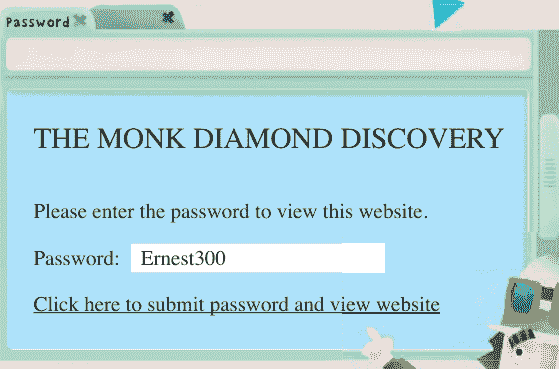 Password
THE MONK DIAMOND DISCOVERY
Please enter the password to view this website.
Password: Ernest300
Click here to submit password and view website